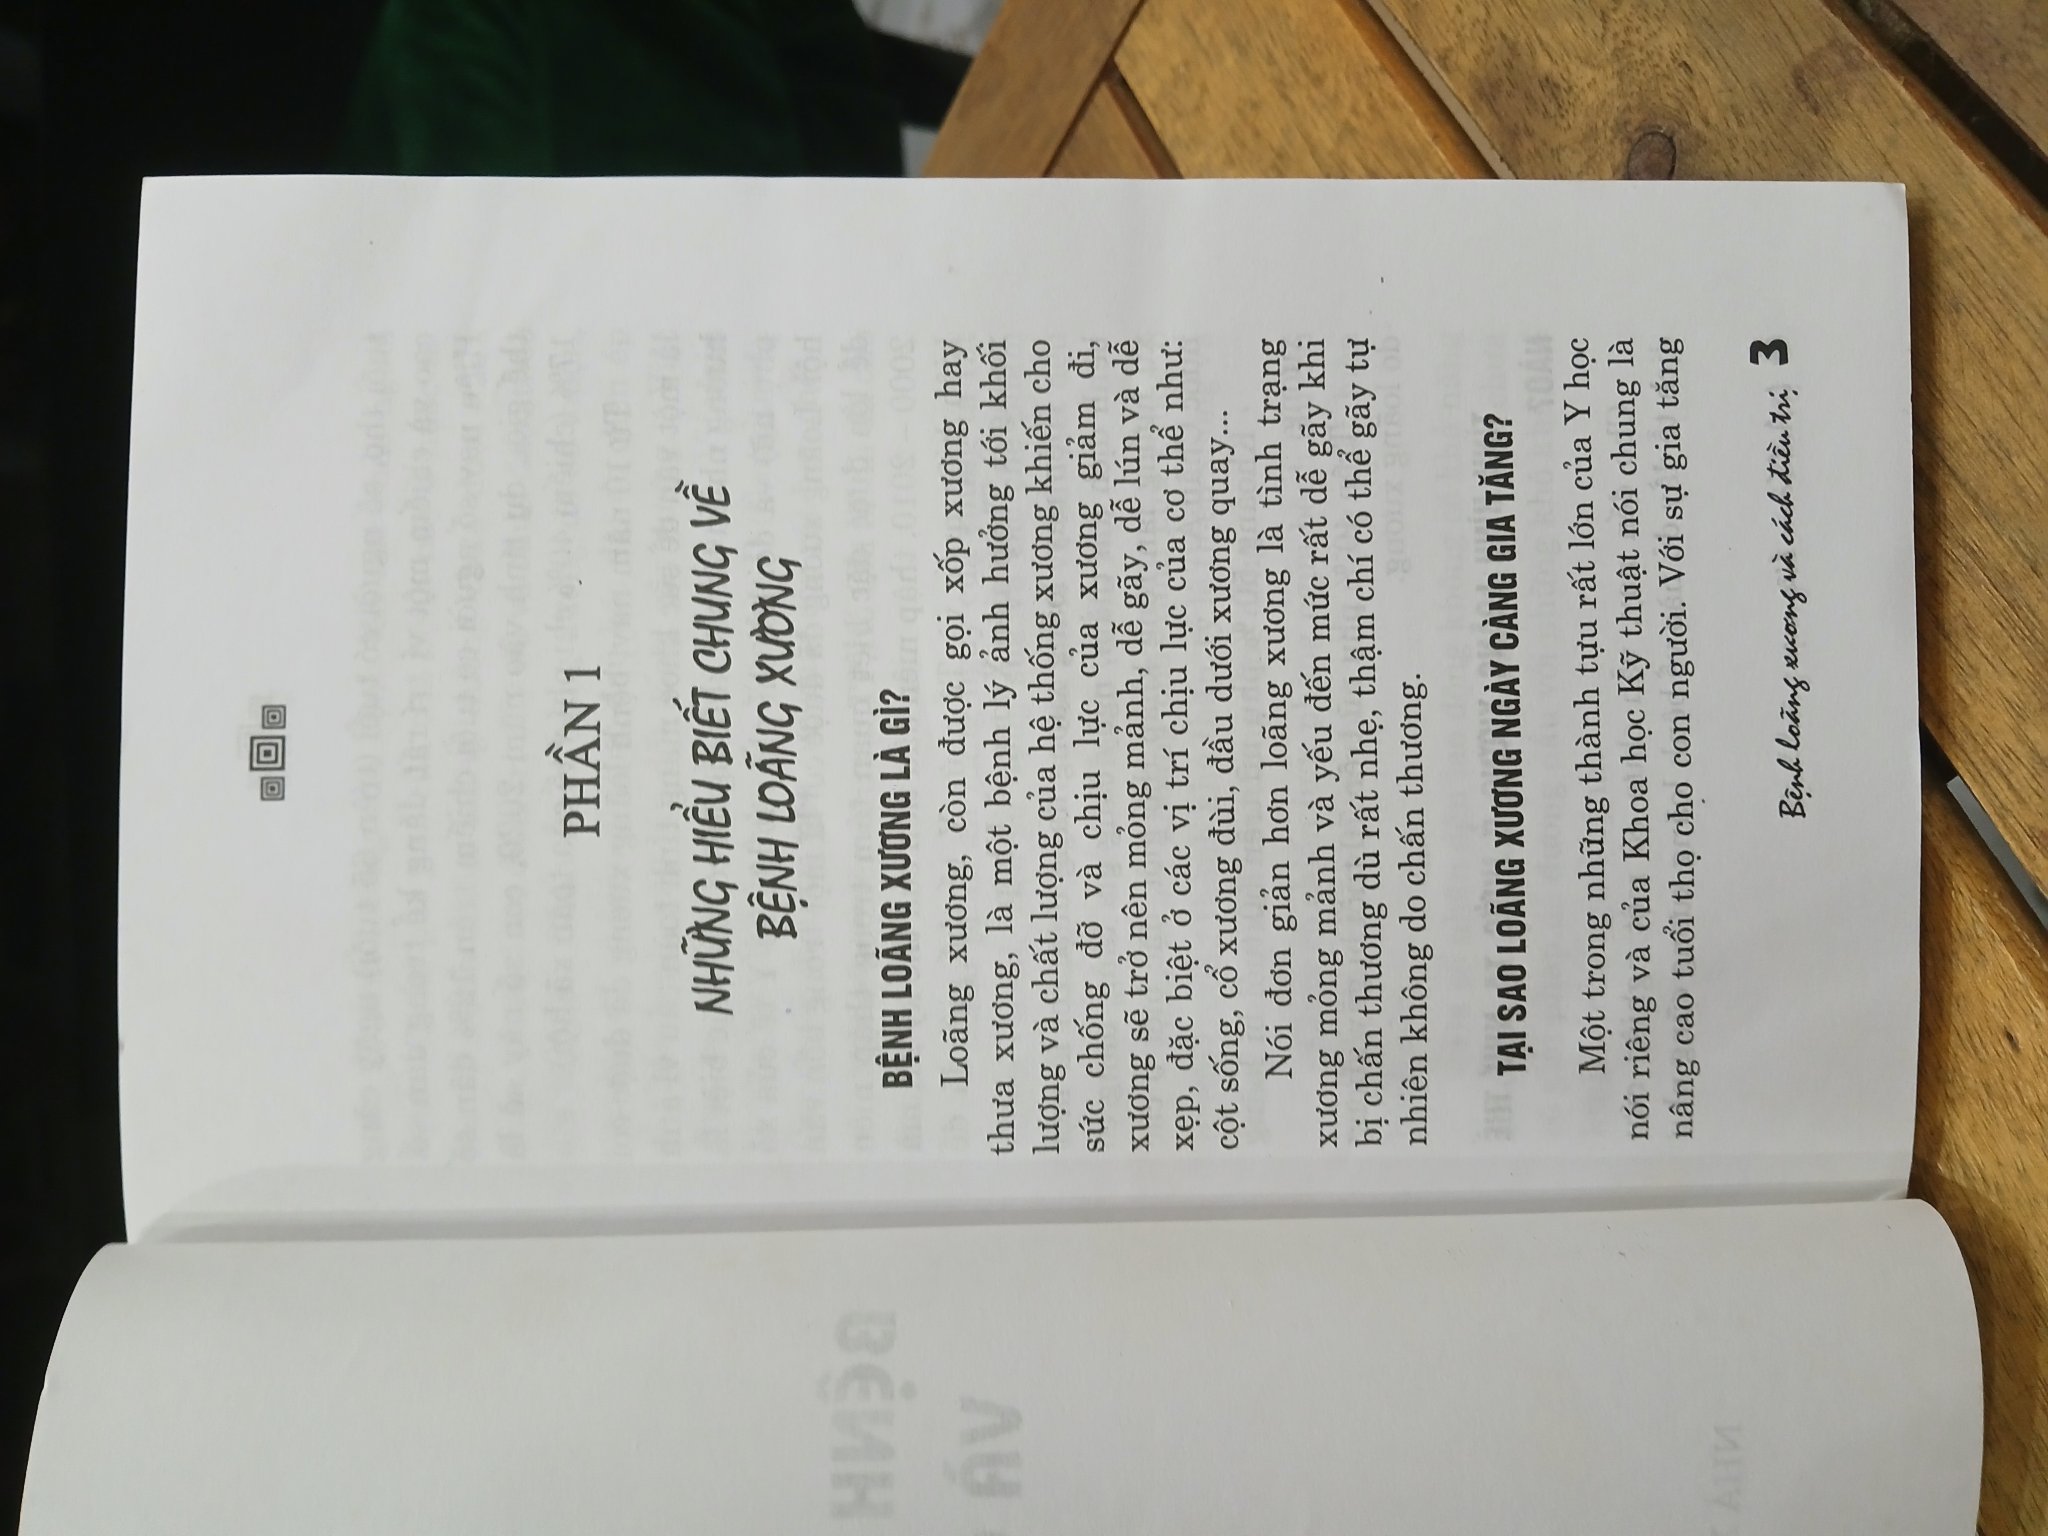 PHẦN 1
NHỮNG HIỂU BIẾT CHUNG VỀ
BỆNH LOÃNG XƯƠNG
BỆNH LOÃNG XƯƠNG LÀ GÌ?
Loãng xương, còn được gọi xốp xương hay
thưa xương, là một bệnh lý ảnh hưởng tới khối
lượng và chất lượng của hệ thống xương khiến cho
sức chống đỡ và chịu lực của xương giảm đi,
xương sẽ trở nên mỏng mảnh, dễ gãy, dễ lún và dễ
xẹp, đặc biệt ở các vị trí chịu lực của cơ thể như:
cột sống, cổ xương đùi, đầu dưới xương quay...
Nói đơn giản hơn loãng xương là tình trạng
xương mỏng mảnh và yếu đến mức rất dễ gãy khi
bị chấn thương dù rất nhẹ, thậm chí có thể gãy tự
nhiên không do chấn thương.
TẠI SAO LOÃNG XƯƠNG NGÀY CÀNG GIA TĂNG?
Một trong những thành tựu rất lớn của Y học
nói riêng và của Khoa học Kỹ thuật nói chung là
nâng cao tuổi thọ cho con người. Với sự gia tăng
Bệnh loãng xương và cách điều trị 3
BỆNH
VÀ